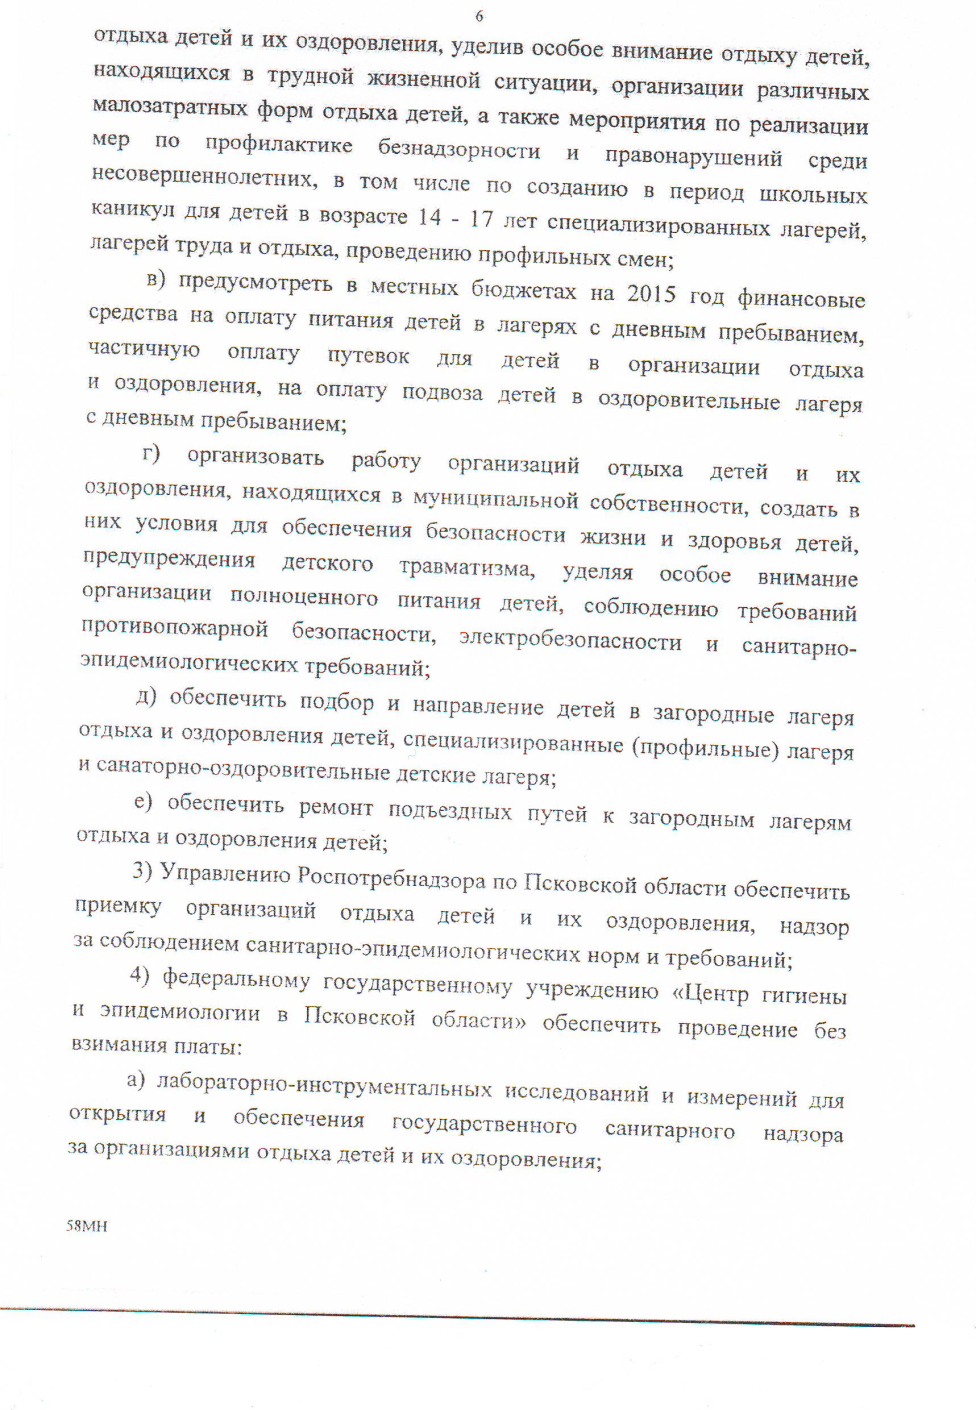 6
отдыха детей и их оздоровления, уделив особое внимание отдыху детей,
находящихся в трудной жизненной ситуации, организации различных
малозатратных форм отдыха детей, а также мероприятия по реализации
мер по профилактике безнадзорности и правонарушений среди
несовершеннолетних, в том числе по созданию в период школьных
каникул для детей в возрасте 14 - 17 лет специализированных лагерей,
лагерей труда и отдыха, проведению профильных смен;
в) предусмотреть в местных бюджетах на 2015 год финансовые
средства на оплату питания детей в лагерях с дневным пребыванием,
частичную оплату путевок для детей в организации отдыха
и оздоровления, на оплату подвоза детей в оздоровительные лагеря
с дневным пребыванием;
г) организовать работу организаций отдыха детей и их
оздоровления, находящихся в муниципальной собственности, создать в
них условия для обеспечения безопасности жизни и здоровья детей,
предупреждения детского травматизма, уделяя особое внимание
организации полноценного питания детей, соблюдению требований
противопожарной безопасности, электробезопасности и санитарно-
эпидемиологических требований;
д) обеспечить подбор и направление детей в загородные лагеря
отдыха и оздоровления детей, специализированные (профильные) лагеря
и санаторно-оздоровительные детские лагеря;
е) обеспечить ремонт подъездных путей к загородным лагерям
отдыха и оздоровления детей;
3) Управлению Роспотребнадзора по Псковской области обеспечить
приемку организаций отдыха детей и их оздоровления, надзор
за соблюдением санитарно-эпидемиологических норм и требований;
4) федеральному государственному учреждению «Центр гигиены
и эпидемиологии в Псковской области» обеспечить проведение без
взимания платы:
а) лабораторно-инструментальных исследований и измерений для
открытия и обеспечения государственного санитарного надзора
за организациями отдыха детей и их оздоровления;
58МН